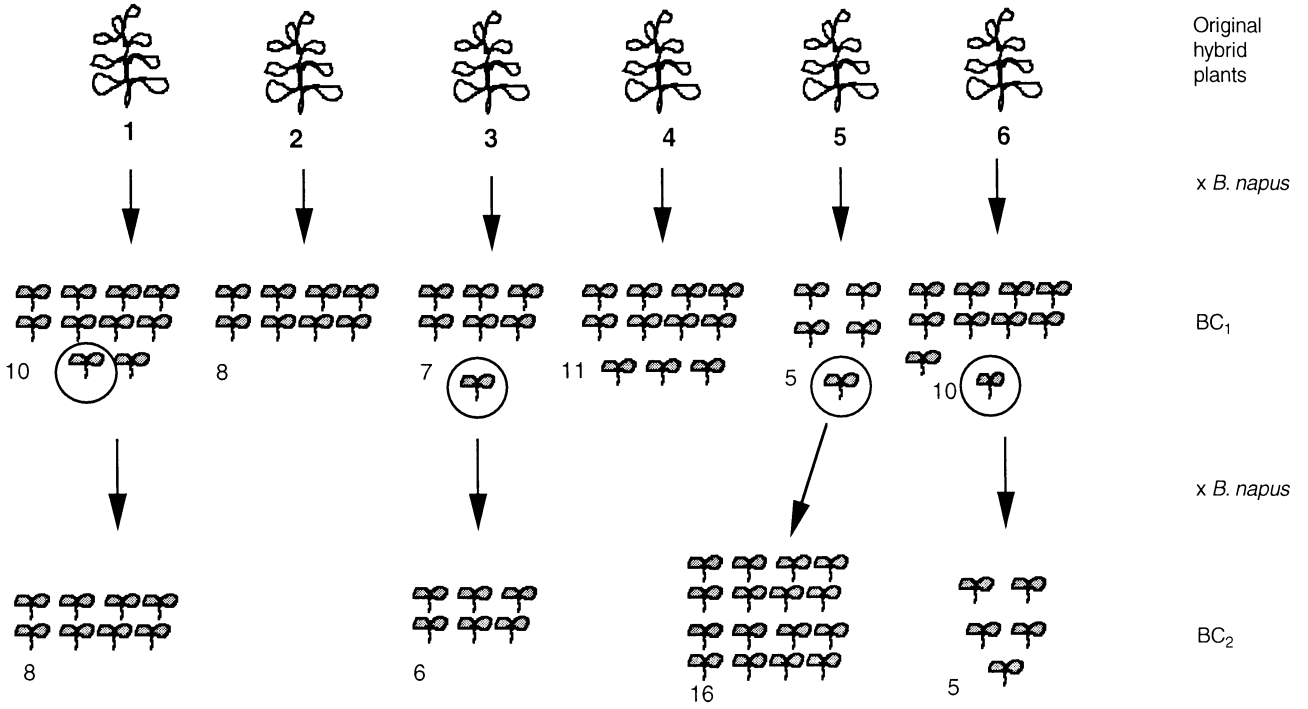 Original
hybrid
plants
1 2 3 4 5 6
x B. napus
BC1
10 8 7 11 5 10
x B. napus
BC2
8 6 16 5